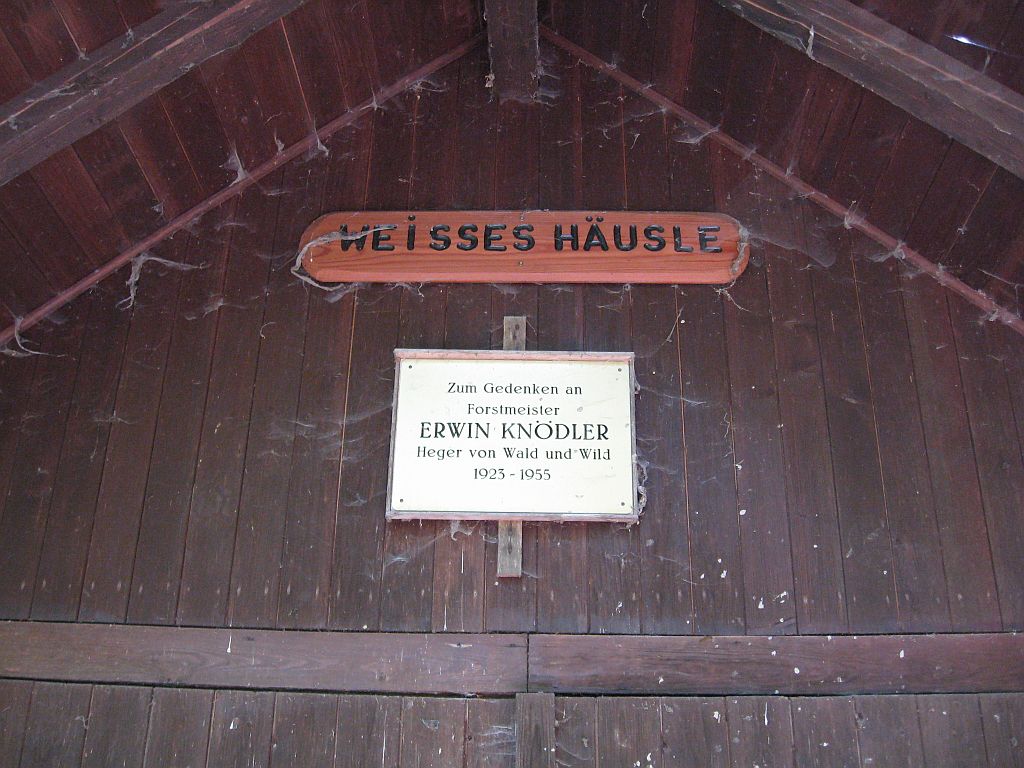 WEISSES HÄUSLE
Zum Gedenken an
Forstmeister
ERWIN KNÖDLER
Heger von Wald und Wild
1923 - 1955